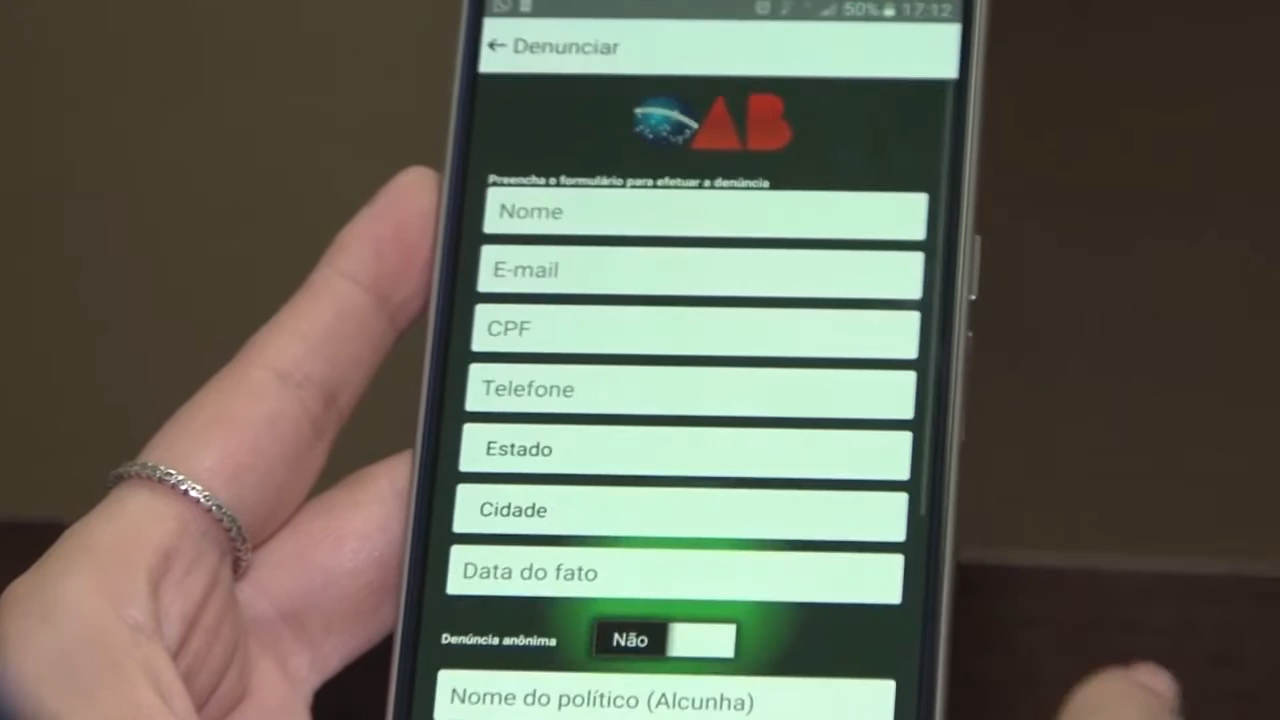 50% 17:12
← Denunciar
OAB
Preencha o formulário para efetuar a denúncia
Nome
E-mail
CPF
Telefone
Estado
Cidade
Data do fato
Denúncia anônima Não
Nome do político (Alcunha)